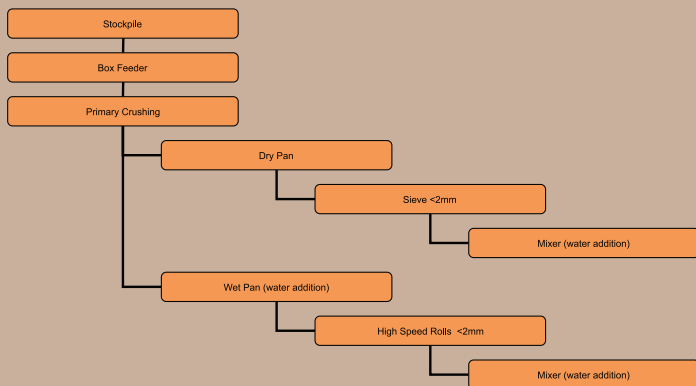 Stockpile
Box Feeder
Primary Crushing
Dry Pan
Sieve <2mm
Mixer (water addition)
Wet Pan (water addition)
High Speed Rolls  <2mm
Mixer (water addition)